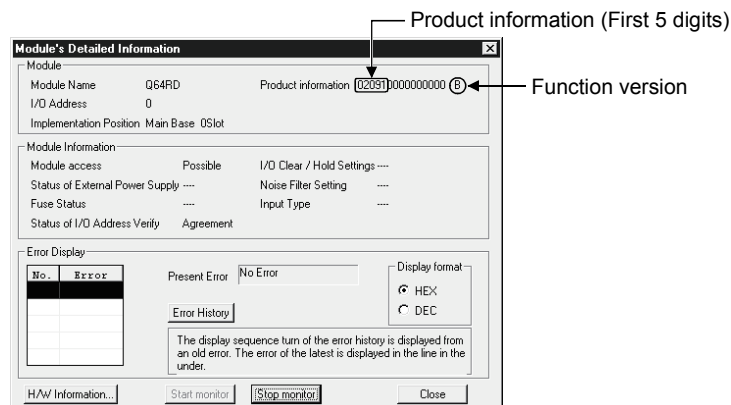 Product information (First 5 digits)
Module's Detailed Information
Module
Module Name Q64RD Product information 020910000000000 B
Function version
I/O Address 0
Implementation Position Main Base 0Slot
Module Information
Module access Possible I/O Clear / Hold Settings ----
Status of External Power Supply ---- Noise Filter Setting ----
Fuse Status ---- Input Type ----
Status of I/O Address Verify Agreement
Error Display
No. Error
Present Error No Error
Display format
HEX
DEC
Error History
The display sequence turn of the error history is displayed from
an old error. The error of the latest is displayed in the line in the
under.
H/W Information... Start monitor Stop monitor Close